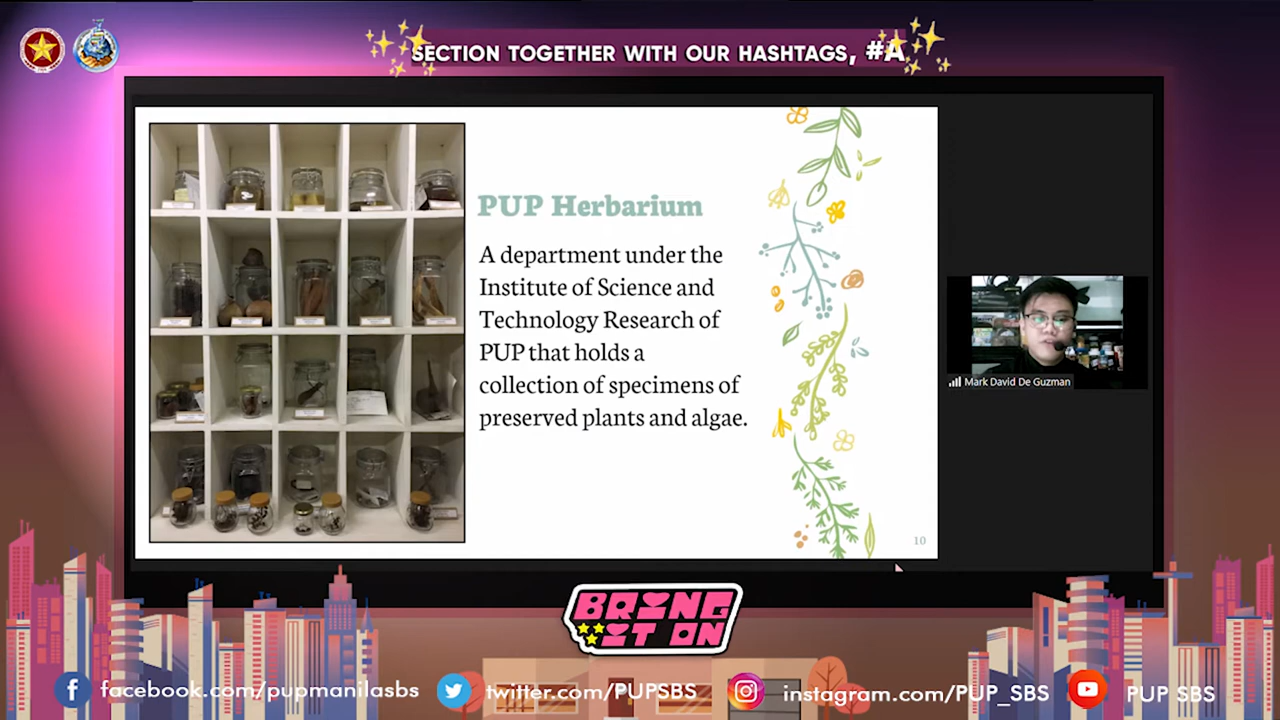 SECTION TOGETHER WITH OUR HASHTAGS, #A
PUP Herbarium
A department under the
Institute of Science and
Technology Research of
PUP that holds a
collection of specimens of
preserved plants and algae.
10
Mark David De Guzman
BRING
IT ON
facebook.com/pupmanilasbs
twitter.com/PUPSBS
instagram.com/PUP_SBS
PUP SBS